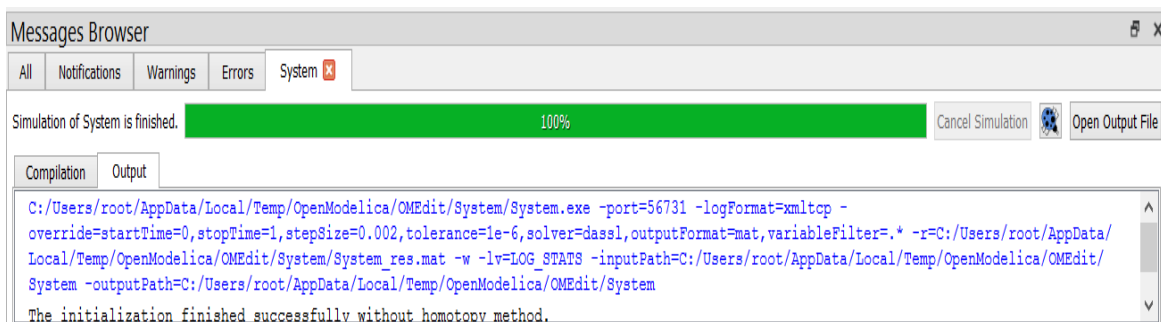 Messages Browser
All Notifications Warnings Errors System
Simulation of System is finished. 100% Cancel Simulation Open Output File
Compilation Output
C:/Users/root/AppData/Local/Temp/OpenModelica/OMEdit/System/System.exe -port=56731 -logFormat=xmltcp -
override=startTime=0,stopTime=1,stepSize=0.002,tolerance=1e-6,solver=dassl,outputFormat=mat,variableFilter=.* -r=C:/Users/root/AppData/
Local/Temp/OpenModelica/OMEdit/System/System_res.mat -w -lv=LOG_STATS -inputPath=C:/Users/root/AppData/Local/Temp/OpenModelica/OMEdit/
System -outputPath=C:/Users/root/AppData/Local/Temp/OpenModelica/OMEdit/System
The initialization finished successfully without homotopy method.